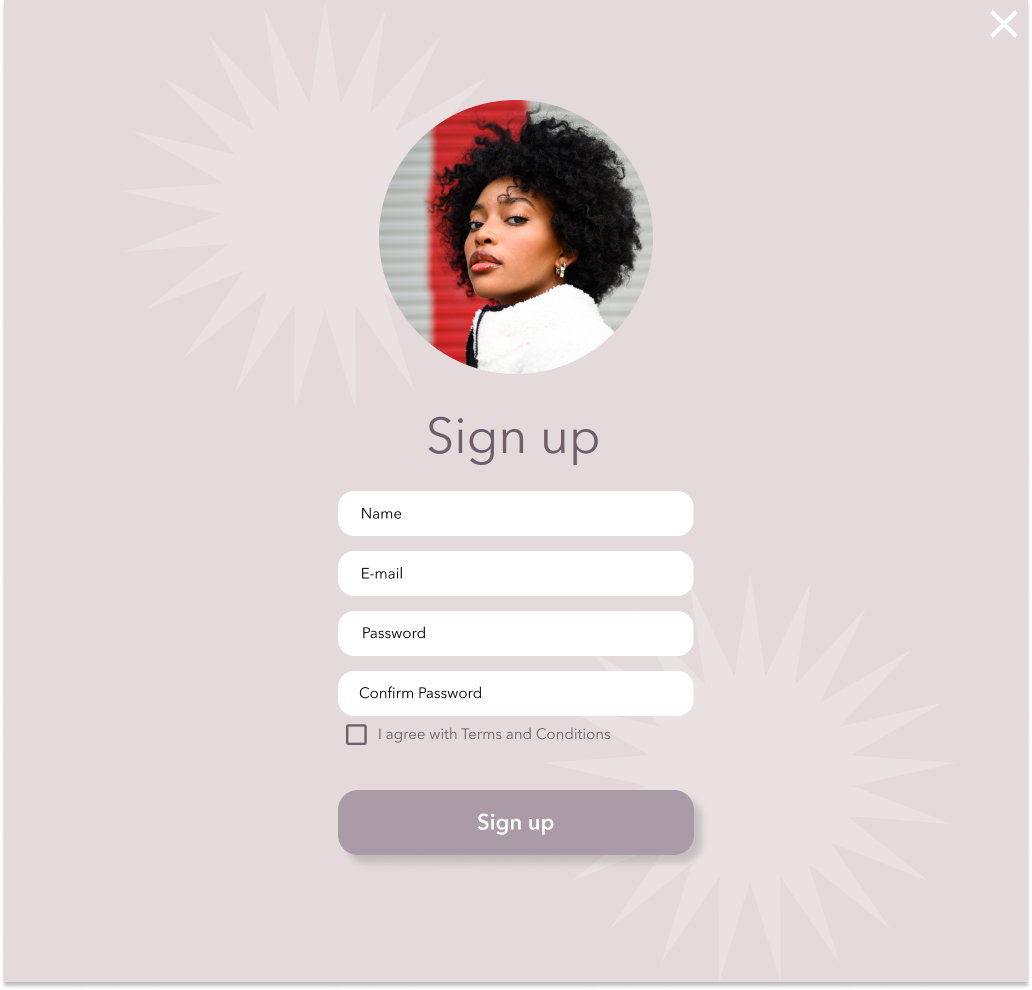 Sign up
Name
E-mail
Password
Confirm Password
I agree with Terms and Conditions
Sign up